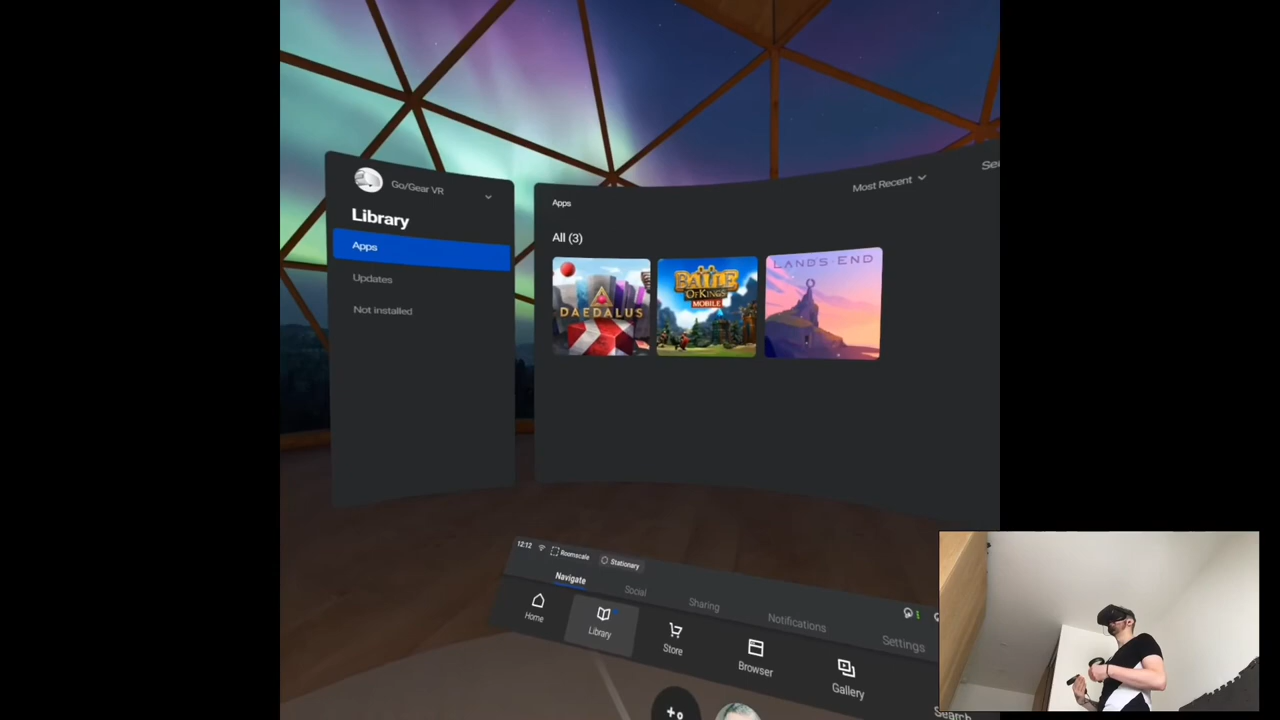 Go/Gear VR
Library
Apps
Updates
Not installed
Apps
Most Recent
All (3)
DAEDALUS
BATTLE
OF KINGS
MOBILE
LAND'S END
12:12
Roomscale
Stationary
Navigate
Social
Sharing
Notifications
Settings
Home
Library
Store
Browser
Gallery
Search